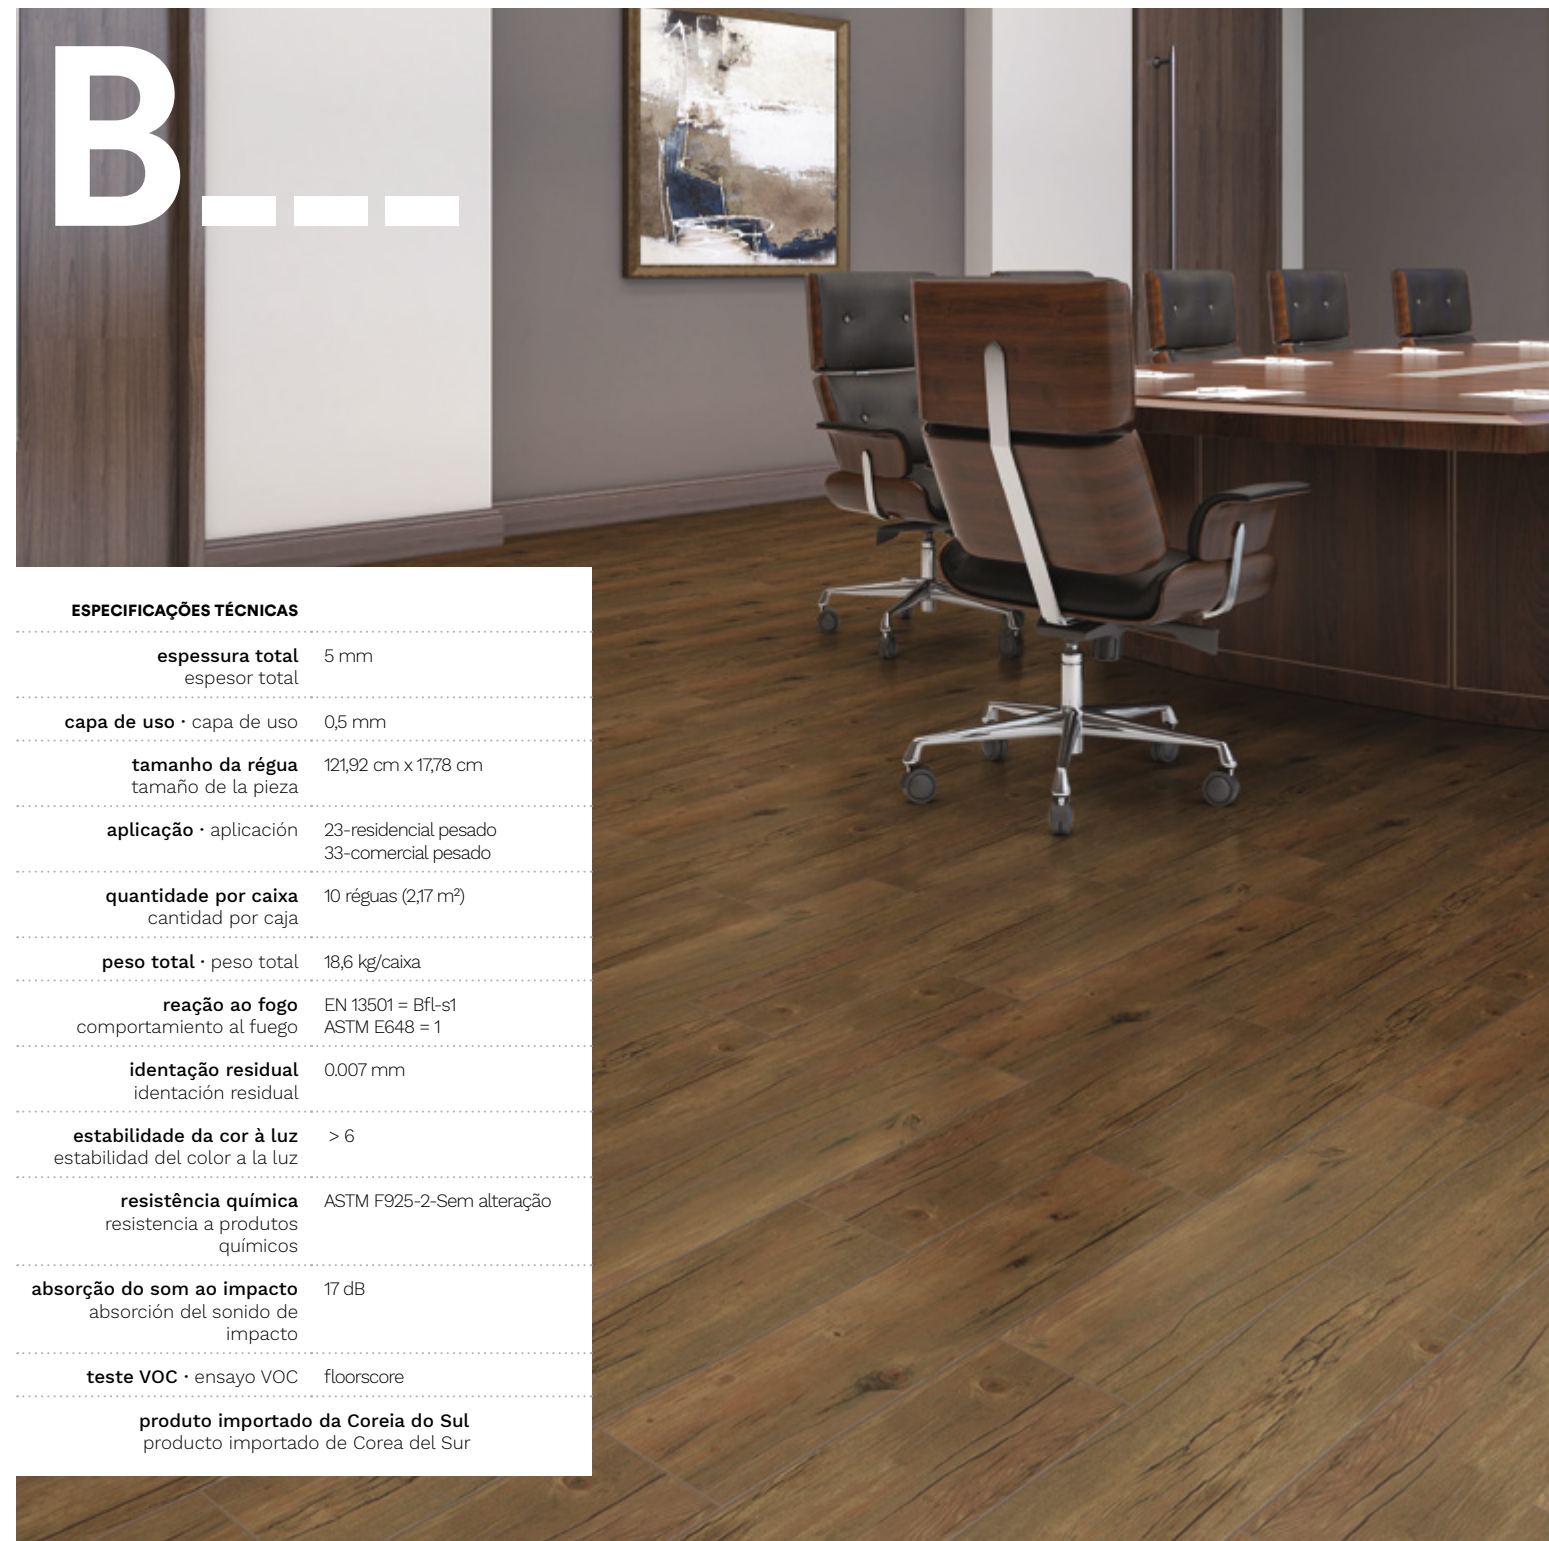 B___
ESPECIFICAÇÕES TÉCNICAS
espessura total 5 mm
espesor total
capa de uso · capa de uso 0,5 mm
tamanho da régua 121,92 cm x 17,78 cm
tamaño de la pieza
aplicação · aplicación 23-residencial pesado
33-comercial pesado
quantidade por caixa 10 réguas (2,17 m²)
cantidad por caja
peso total · peso total 18,6 kg/caixa
reação ao fogo EN 13501 = Bfl-s1
comportamiento al fuego ASTM E648 = 1
identação residual 0.007 mm
identación residual
estabilidade da cor à luz > 6
estabilidad del color a la luz
resistência química ASTM F925-2-Sem alteração
resistencia a produtos
químicos
absorção do som ao impacto 17 dB
absorción del sonido de
impacto
teste VOC · ensayo VOC floorscore
produto importado da Coreia do Sul
producto importado de Corea del Sur